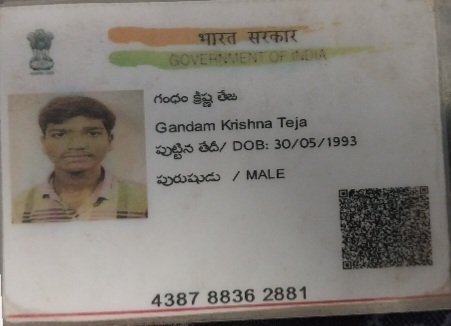 भारत सरकार
GOVERNMENT OF INDIA
గంధం క్రిష్ణ తేజ
Gandam Krishna Teja
పుట్టిన తేదీ/ DOB: 30/05/1993
పురుషుడు / MALE
4387 8836 2881